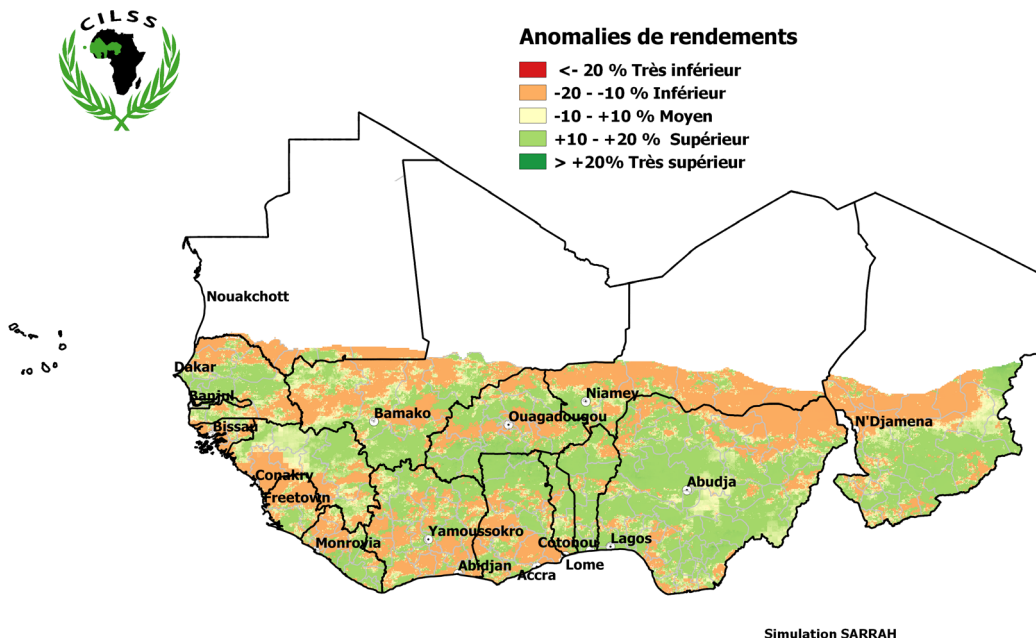 CILSS
Anomalies de rendements
<- 20 % Très inférieur
-20 - -10 % Inférieur
-10 - +10 % Moyen
+10 - +20 % Supérieur
> +20% Très supérieur
Nouakchott
Dakar
Banjul
Bissau
Bamako
Ouagadougou
Niamey
N'Djamena
Conakry
Freetown
Abudja
Monrovia
Yamoussokro
Cotonou
Lagos
Abidjan
Accra
Lome
Simulation SARRAH